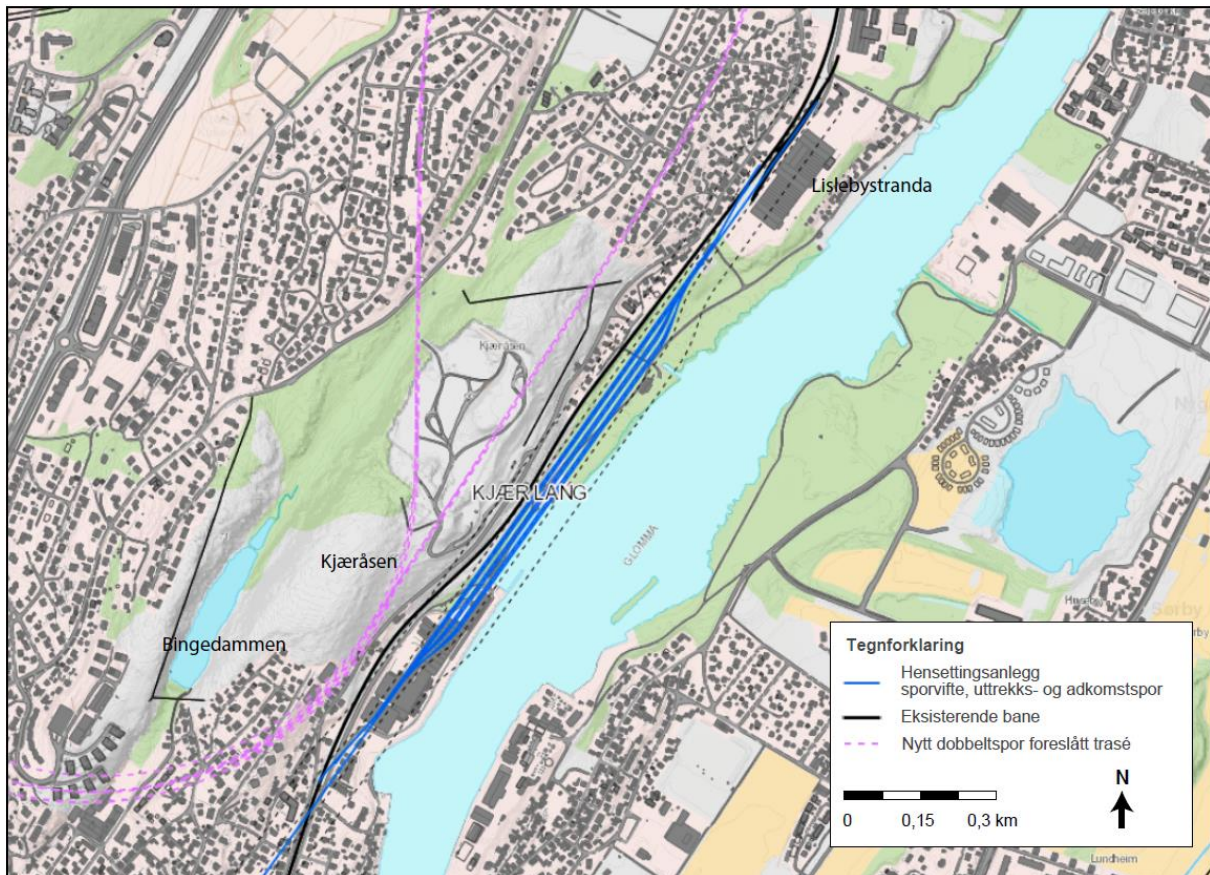 Lislebystranda
Kjæråsen
KJÆR LANG
GLOMMA
Kjæråsen
Bingedammen
Tegnforklaring
Hensettingsanlegg
sporvifte, uttrekks- og adkomstspor
Eksisterende bane
Nytt dobbeltspor foreslått trasé
N
0 0,15 0,3 km
Lundheim